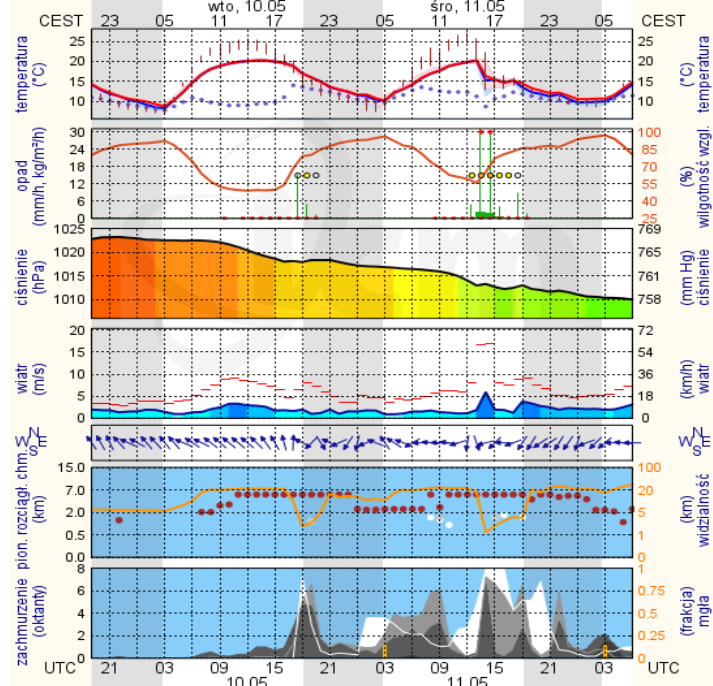 wto, 10.05 śro, 11.05
CEST 23 05 11 17 23 05 11 17 23 05 CEST
temperatura
(°C)
25
20
15
10
25
20
15
10
(°C)
temperatura
opad
(mm/h, kg/m²/h)
30
24
18
12
6
0
100
85
70
55
40
25
(%)
wilgotność wzgl.
ciśnienie
(hPa)
1025
1020
1015
1010
769
765
761
758
(mm Hg)
ciśnienie
wiatr
(m/s)
20
15
10
5
0
72
54
36
18
0
(km/h)
wiatr
N
W E
S
N
W E
S
pion. rozciągł. chm.
(km)
15.0
7.0
2.0
0.5
0.0
100
20
5
1
0
(km)
widzialność
zachmurzenie
(oktanty)
8
6
4
2
0
1
0.75
0.5
0.25
0
(frakcja)
mgła
UTC 21 03 09 15 21 03 09 15 21 03 UTC
10.05 11.05